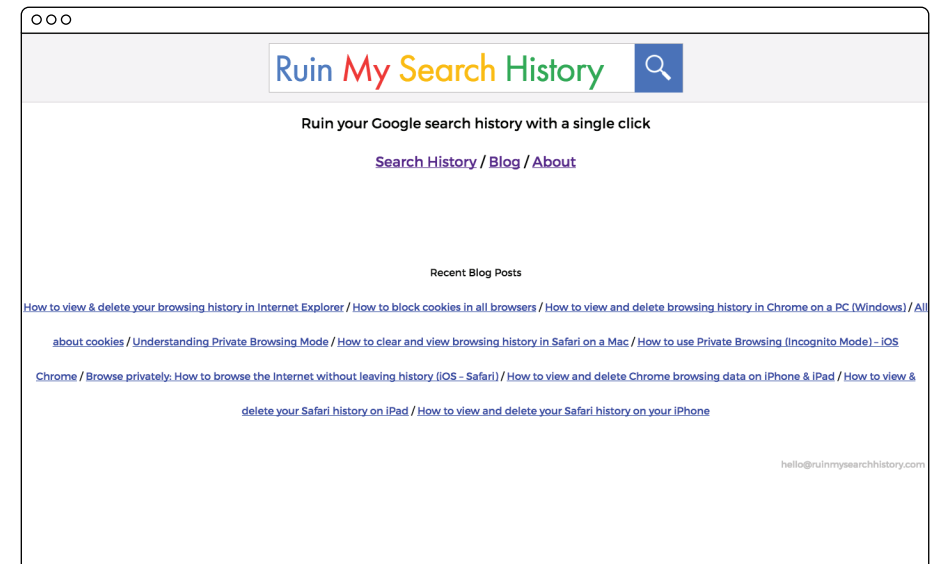 Ruin My Search History
Ruin your Google search history with a single click
Search History / Blog / About
Recent Blog Posts
How to view & delete your browsing history in Internet Explorer / How to block cookies in all browsers / How to view and delete browsing history in Chrome on a PC (Windows) / All
about cookies / Understanding Private Browsing Mode / How to clear and view browsing history in Safari on a Mac / How to use Private Browsing (Incognito Mode) – iOS
Chrome / Browse privately: How to browse the Internet without leaving history (iOS – Safari) / How to view and delete Chrome browsing data on iPhone & iPad / How to view &
delete your Safari history on iPad / How to view and delete your Safari history on your iPhone
hello@ruinmysearchhistory.com